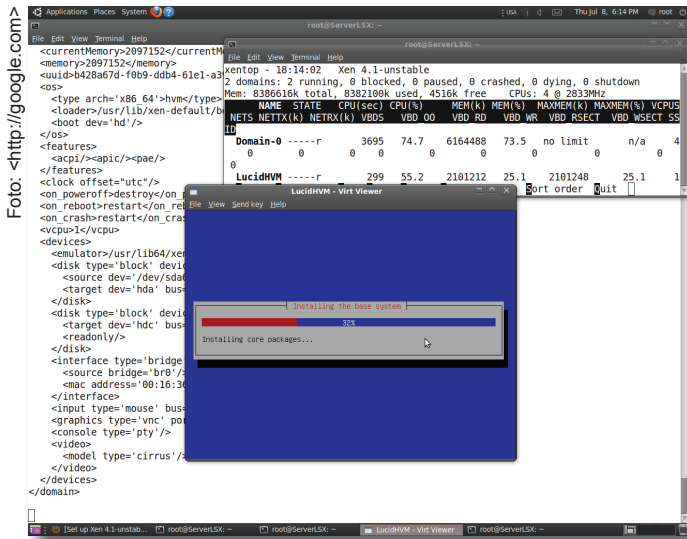 Foto: <http://google.com>
Applications Places System
USA
Thu Jul 8, 6:14 PM
root
root@ServerLSX: ~
File Edit View Terminal Help
<currentMemory>2097152</currentM
<memory>2097152</memory>
<uuid>b428a67d-f0b9-ddb4-61e1-a3
<os>
<type arch='x86_64'>hvm</type>
<loader>/usr/lib/xen-default/b
<boot dev='hd'/>
</os>
<features>
<acpi/><apic/><pae/>
</features>
<clock offset="utc"/>
<on_poweroff>destroy</on_p
<on_reboot>restart</on_reb
<on_crash>restart</on_cras
<vcpu>1</vcpu>
<devices>
<emulator>/usr/lib64/xen
<disk type='block' devic
<source dev='/dev/sda6
<target dev='hda' bus=
</disk>
<disk type='block' devic
<target dev='hdc' bus=
<readonly/>
</disk>
<interface type='bridge'
<source bridge='br0'/>
<mac address='00:16:36
</interface>
<input type='mouse' bus=
<graphics type='vnc' por
<console type='pty'/>
<video>
<model type='cirrus'/>
</video>
</devices>
</domain>
root@ServerLSX: ~
File Edit View Terminal Help
xentop - 18:14:02 Xen 4.1-unstable
2 domains: 2 running, 0 blocked, 0 paused, 0 crashed, 0 dying, 0 shutdown
Mem: 8386616k total, 8382100k used, 4516k free CPUs: 4 @ 2833MHz
NAME STATE CPU(sec) CPU(%) MEM(k) MEM(%) MAXMEM(k) MAXMEM(%) VCPUS
NETS NETTX(k) NETRX(k) VBDS VBD_OO VBD_RD VBD_WR VBD_RSECT VBD_WSECT SS
ID
Domain-0 -----r 3695 74.7 6164488 73.5 no limit n/a 4
0 0 0 0 0 0 0 0 0
0
LucidHVM -----r 299 55.2 2101212 25.1 2101248 25.1 1
Sort order Quit
LucidHVM - Virt Viewer
File View Send key Help
Installing the base system
32%
Installing core packages...
[Set up Xen 4.1-unstab...
root@ServerLSX: ~
root@ServerLSX: ~
LucidHVM - Virt Viewer
root@ServerLSX: ~